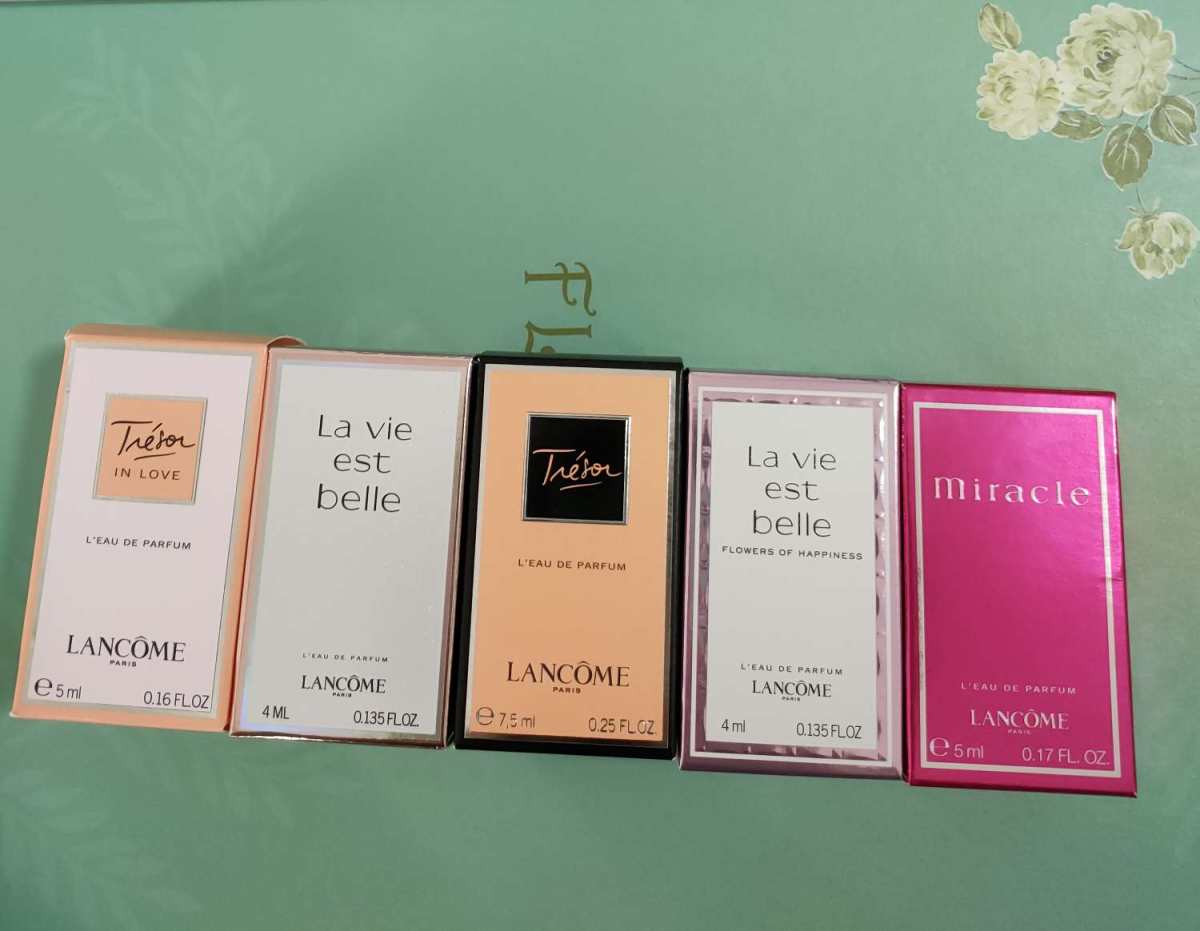 Fl
Trésor
IN LOVE
L'EAU DE PARFUM
LANCÔME
PARIS
e 5 ml 0.16 FL.OZ
La vie
est
belle
L'EAU DE PARFUM
LANCÔME
PARIS
4 ML 0.135 FL.OZ.
Trésor
L'EAU DE PARFUM
LANCÔME
PARIS
e 7,5 ml 0.25 FL.OZ.
La vie
est
belle
FLOWERS OF HAPPINESS
L'EAU DE PARFUM
LANCÔME
PARIS
4 ml 0.135 FL.OZ
miracle
L'EAU DE PARFUM
LANCÔME
PARIS
e 5 ml 0.17 FL. OZ.